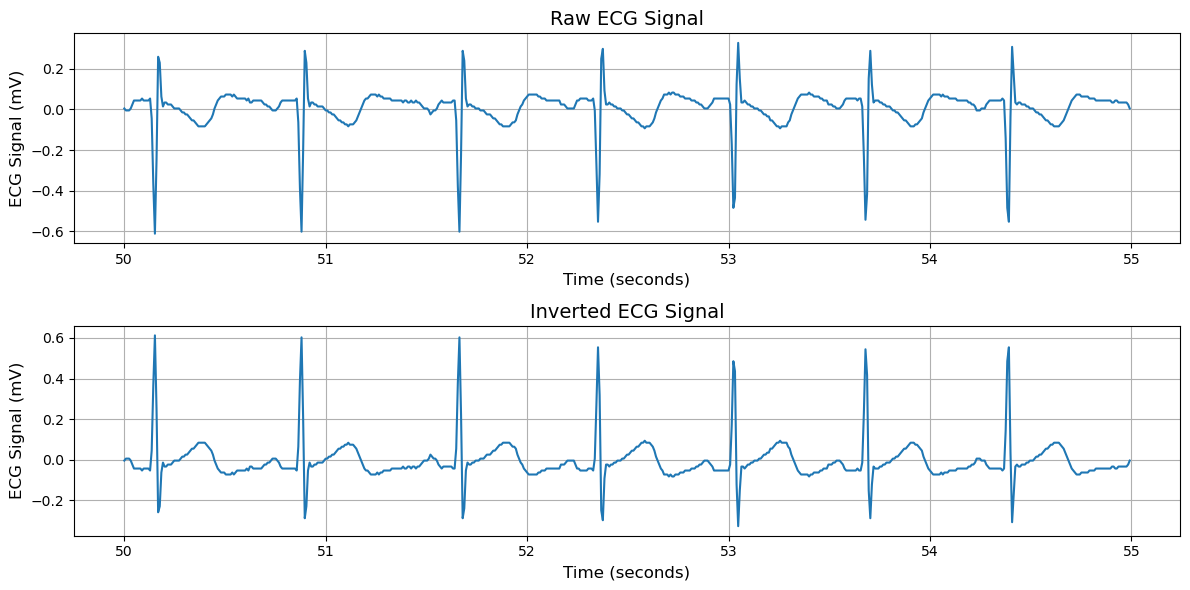 Raw ECG Signal
ECG Signal (mV)
0.2
0.0
−0.2
−0.4
−0.6
50 51 52 53 54 55
Time (seconds)
Inverted ECG Signal
ECG Signal (mV)
0.6
0.4
0.2
0.0
−0.2
50 51 52 53 54 55
Time (seconds)